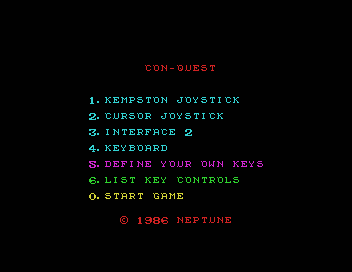 CON-QUEST
1. KEMPSTON JOYSTICK
2. CURSOR JOYSTICK
3. INTERFACE 2
4. KEYBOARD
5. DEFINE YOUR OWN KEYS
6. LIST KEY CONTROLS
0. START GAME
© 1986 NEPTUNE